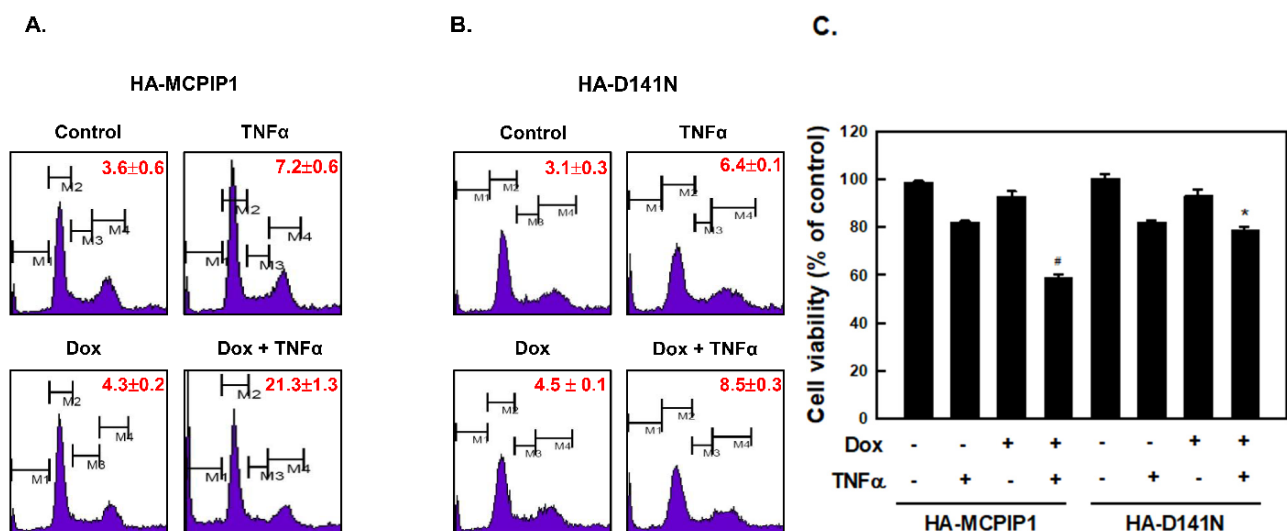 A.
HA-MCPIP1
Control
3.6±0.6
M2
M3
M4
M1
TNFα
7.2±0.6
M2
M4
M3
Dox
4.3±0.2
M2
M4
M3
M1
Dox + TNFα
21.3±1.3
M2
M1
M3
M4
B.
HA-D141N
Control
3.1±0.3
M2
M1
M3
M4
TNFα
6.4±0.1
M2
M1
M4
M3
Dox
4.5 ± 0.1
M2
M1
M3
M4
Dox + TNFα
8.5±0.3
M2
M1
M3
M4
C.
Cell viability (% of control)
120
100
80
60
40
20
0
#
*
Dox - - + + - - + +
TNFα - + - + - + - +
HA-MCPIP1 HA-D141N